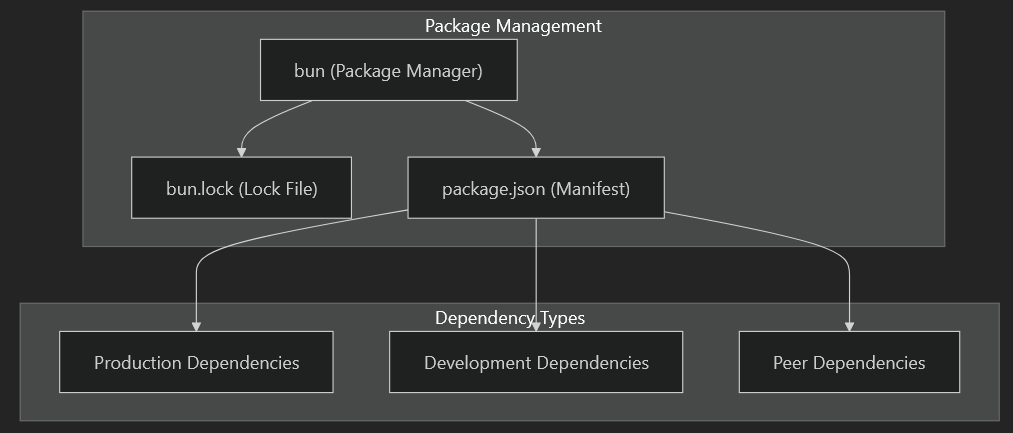 Package Management
bun (Package Manager)
bun.lock (Lock File)
package.json (Manifest)
Dependency Types
Production Dependencies
Development Dependencies
Peer Dependencies